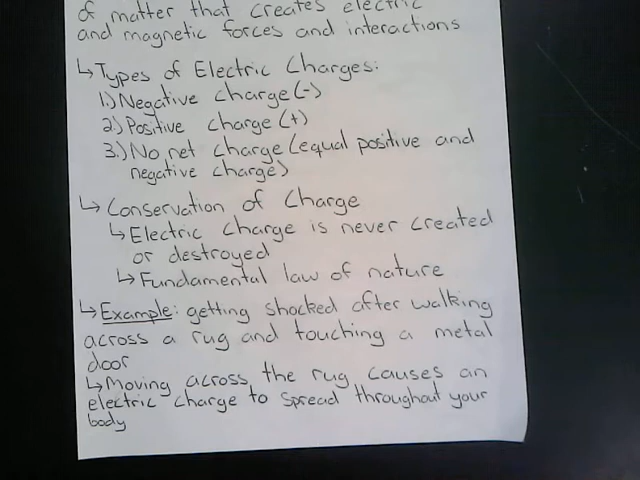 of matter that creates electric
and magnetic forces and interactions
↳ Types of Electric Charges:
1.) Negative charge (-)
2.) Positive charge (+)
3.) No net charge (equal positive and
negative charge)
↳ Conservation of Charge
↳ Electric Charge is never created
or destroyed
↳ Fundamental law of nature
↳ Example: getting shocked after walking
across a rug and touching a metal
door
↳ Moving across the rug causes an
electric charge to spread throughout your
body